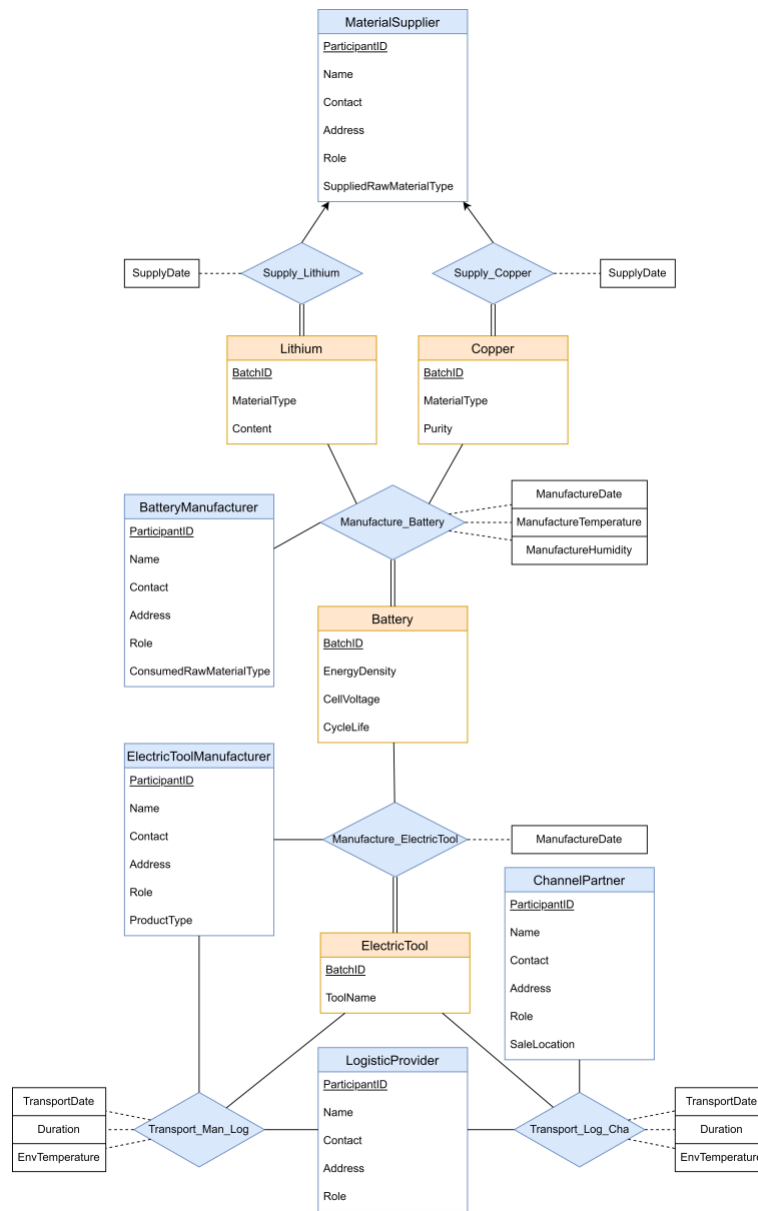 MaterialSupplier
ParticipantID
Name
Contact
Address
Role
SuppliedRawMaterialType
SupplyDate
Supply_Lithium
Supply_Copper
SupplyDate
Lithium
BatchID
MaterialType
Content
Copper
BatchID
MaterialType
Purity
BatteryManufacturer
ParticipantID
Name
Contact
Address
Role
ConsumedRawMaterialType
Manufacture_Battery
ManufactureDate
ManufactureTemperature
ManufactureHumidity
Battery
BatchID
EnergyDensity
CellVoltage
CycleLife
ElectricToolManufacturer
ParticipantID
Name
Contact
Address
Role
ProductType
Manufacture_ElectricTool
ManufactureDate
ChannelPartner
ParticipantID
Name
Contact
Address
Role
SaleLocation
ElectricTool
BatchID
ToolName
LogisticProvider
ParticipantID
Name
Contact
Address
Role
TransportDate
Duration
EnvTemperature
Transport_Man_Log
Transport_Log_Cha
TransportDate
Duration
EnvTemperature